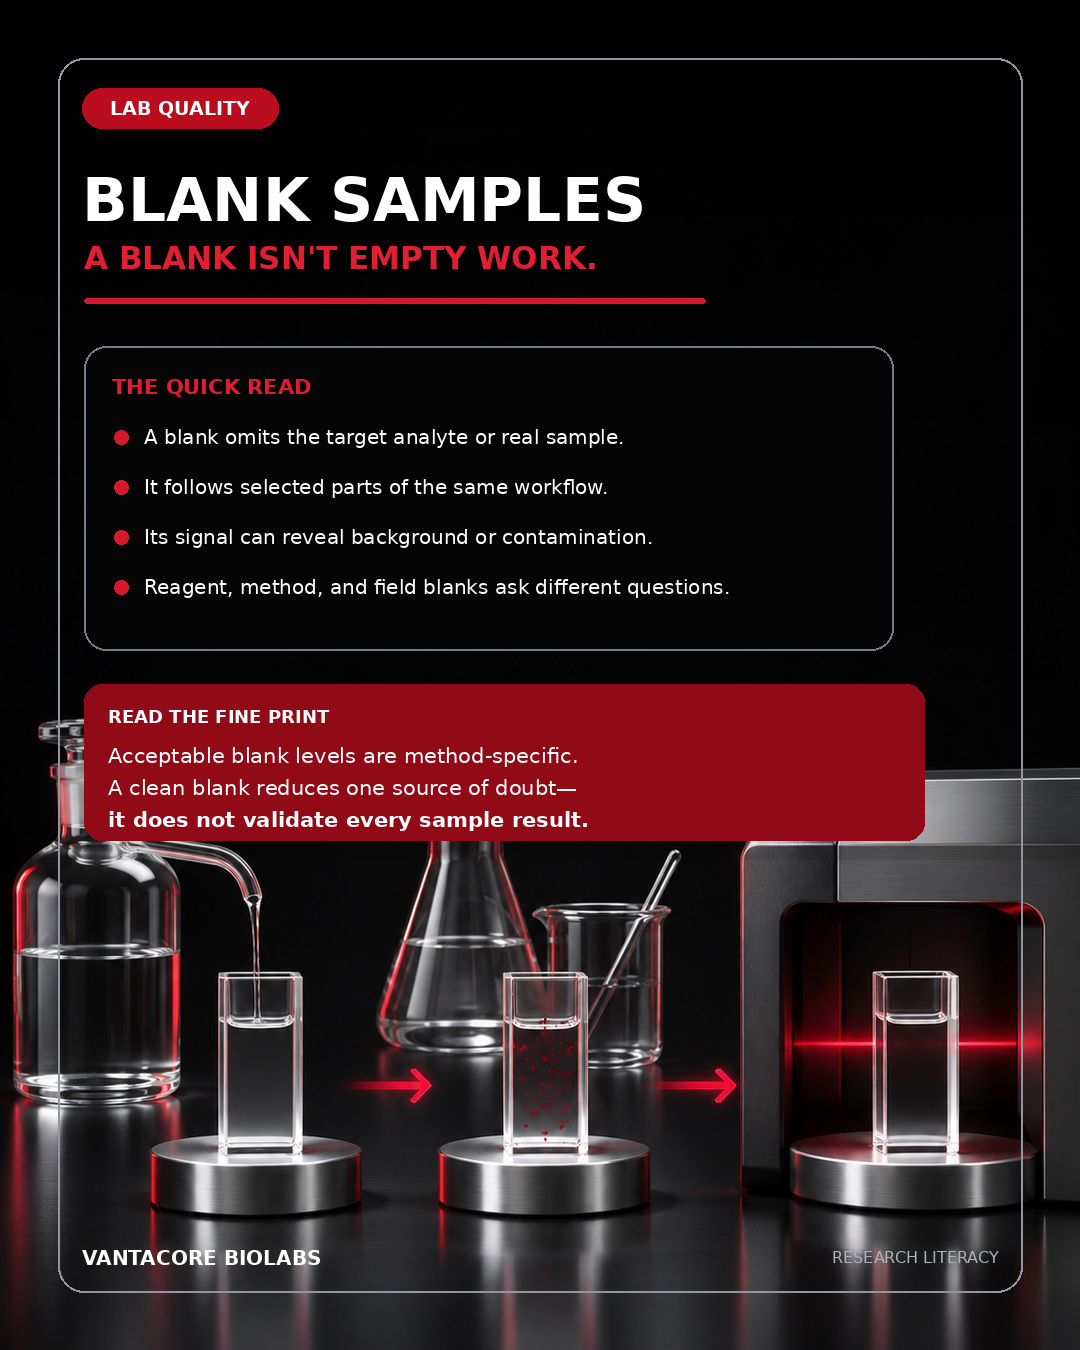 LAB QUALITY
BLANK SAMPLES
A BLANK ISN'T EMPTY WORK.
THE QUICK READ
A blank omits the target analyte or real sample.
It follows selected parts of the same workflow.
Its signal can reveal background or contamination.
Reagent, method, and field blanks ask different questions.
READ THE FINE PRINT
Acceptable blank levels are method-specific.
A clean blank reduces one source of doubt—
it does not validate every sample result.
VANTACORE BIOLABS
RESEARCH LITERACY